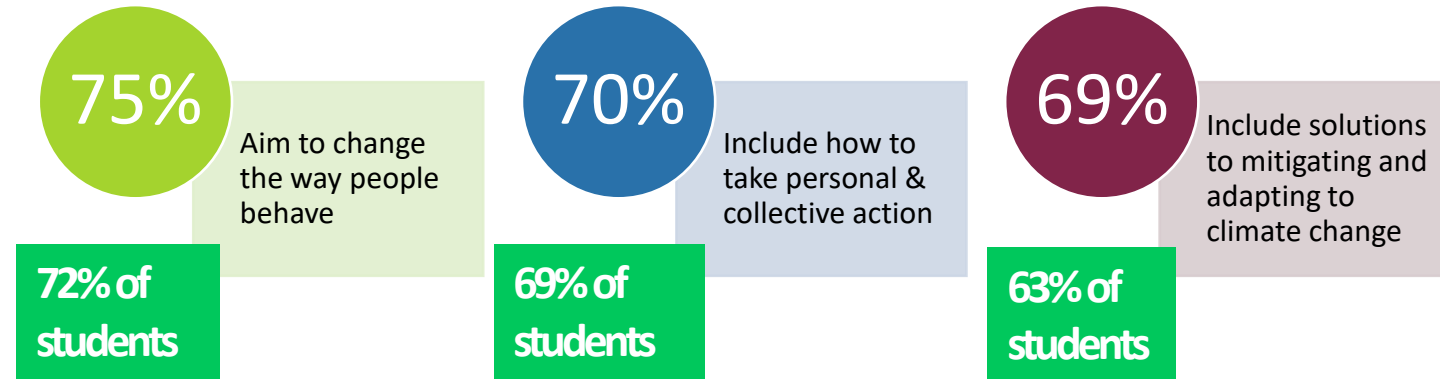 75%
Aim to change
the way people
behave
72% of
students
70%
Include how to
take personal &
collective action
69% of
students
69%
Include solutions
to mitigating and
adapting to
climate change
63% of
students